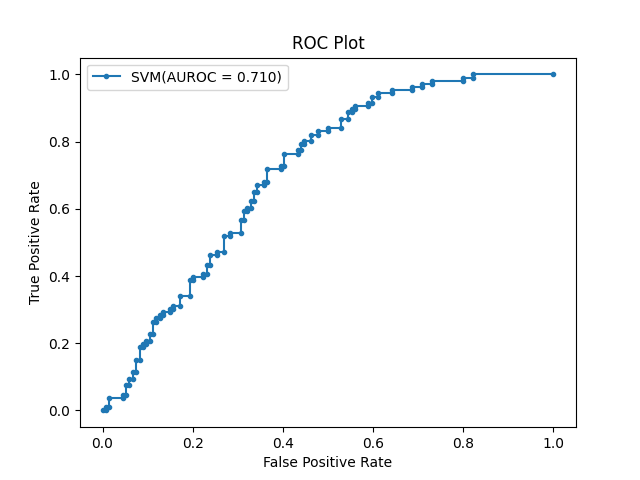 ROC Plot
SVM(AUROC = 0.710)
1.0
0.8
0.6
0.4
0.2
0.0
True Positive Rate
0.0 0.2 0.4 0.6 0.8 1.0
False Positive Rate